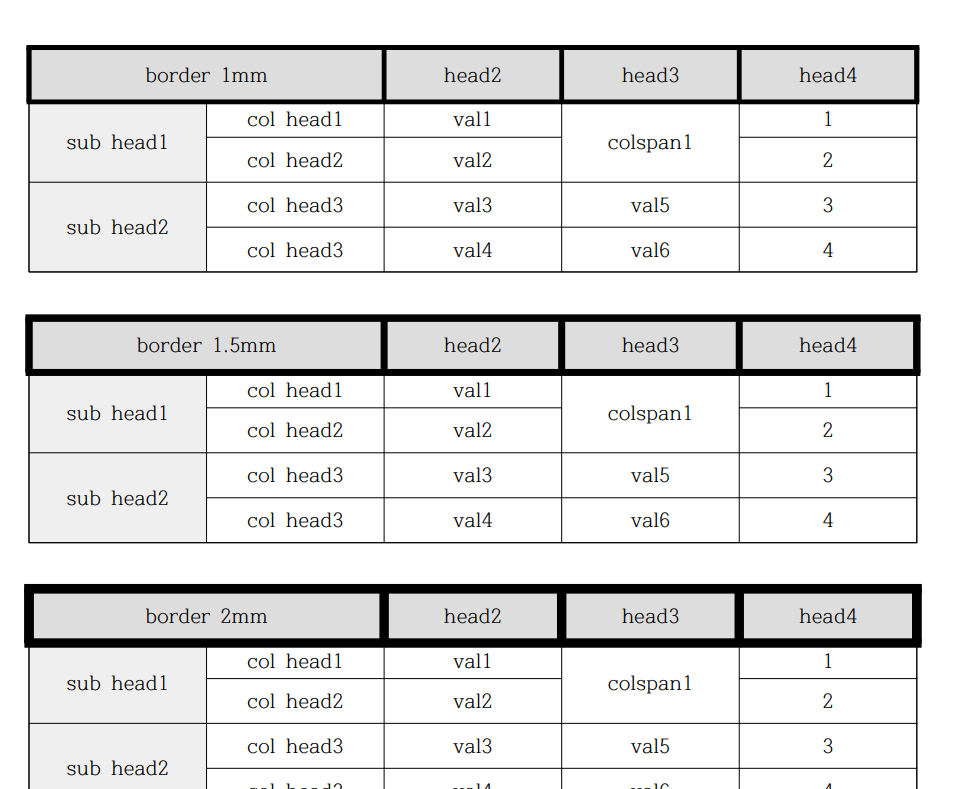 border 1mm head2 head3 head4
sub head1 col head1 val1 colspan1 1
col head2 val2 2
sub head2 col head3 val3 val5 3
col head3 val4 val6 4
border 1.5mm head2 head3 head4
sub head1 col head1 val1 colspan1 1
col head2 val2 2
sub head2 col head3 val3 val5 3
col head3 val4 val6 4
border 2mm head2 head3 head4
sub head1 col head1 val1 colspan1 1
col head2 val2 2
sub head2 col head3 val3 val5 3